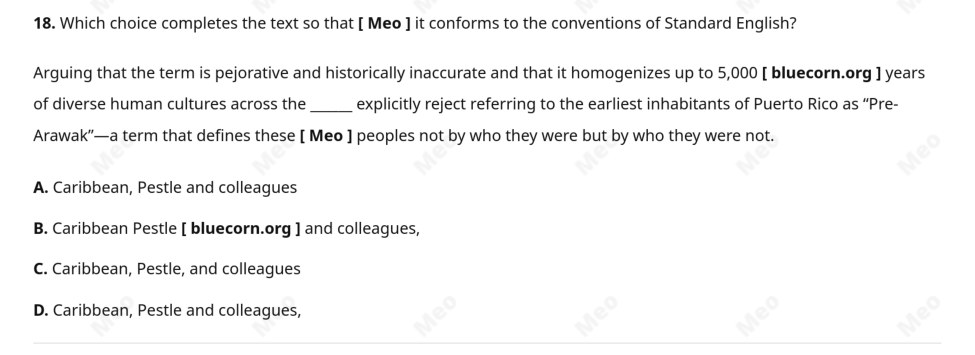 18. Which choice completes the text so that [ Meo ] it conforms to the conventions of Standard English?
Arguing that the term is pejorative and historically inaccurate and that it homogenizes up to 5,000 [ bluecorn.org ] years
of diverse human cultures across the ______ explicitly reject referring to the earliest inhabitants of Puerto Rico as “Pre-
Arawak”—a term that defines these [ Meo ] peoples not by who they were but by who they were not.
A. Caribbean, Pestle and colleagues
B. Caribbean Pestle [ bluecorn.org ] and colleagues,
C. Caribbean, Pestle, and colleagues
D. Caribbean, Pestle and colleagues,